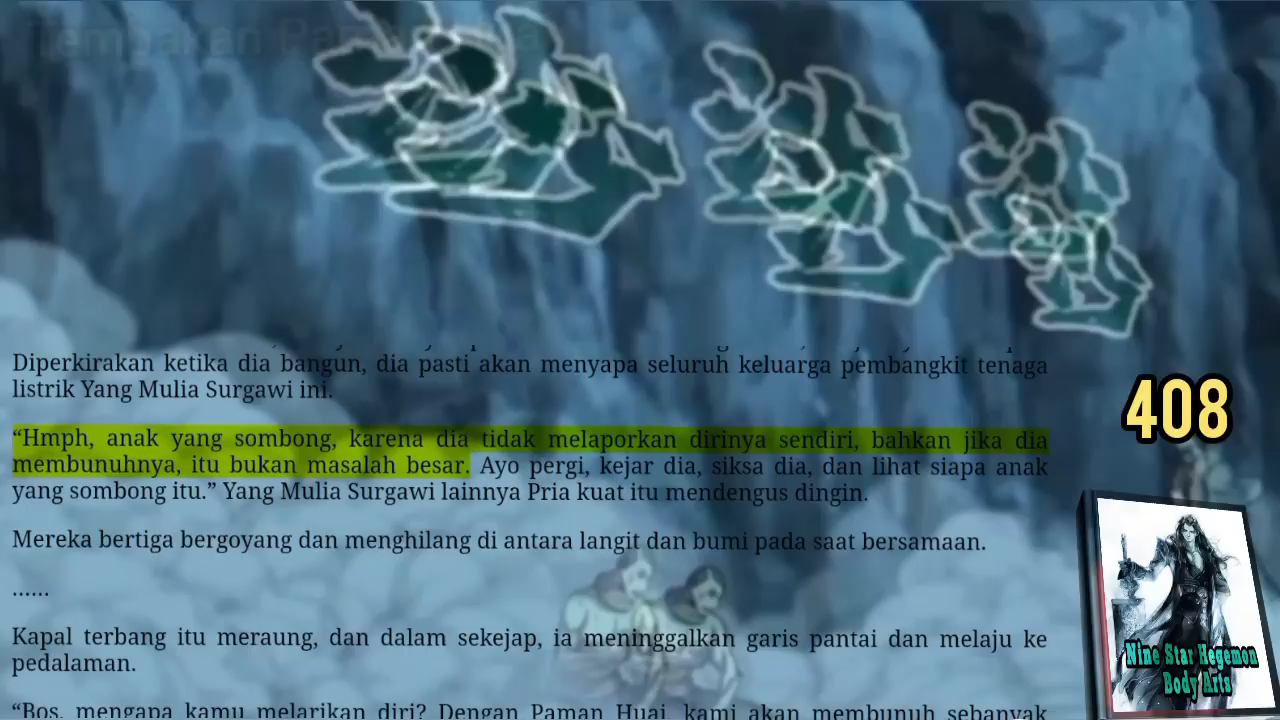 Diperkirakan ketika dia bangun, dia pasti akan menyapa seluruh keluarga pembangkit tenaga
listrik Yang Mulia Surgawi ini.
“Hmph, anak yang sombong, karena dia tidak melaporkan dirinya sendiri, bahkan jika dia
membunuhnya, itu bukan masalah besar. Ayo pergi, kejar dia, siksa dia, dan lihat siapa anak
yang sombong itu.” Yang Mulia Surgawi lainnya Pria kuat itu mendengus dingin.
Mereka bertiga bergoyang dan menghilang di antara langit dan bumi pada saat bersamaan.
......
Kapal terbang itu meraung, dan dalam sekejap, ia meninggalkan garis pantai dan melaju ke
pedalaman.
“Bos, mengapa kamu melarikan diri? Dengan Paman Huai, kami akan membunuh sebanyak
408
Nine Star Hegemon
Body Arts